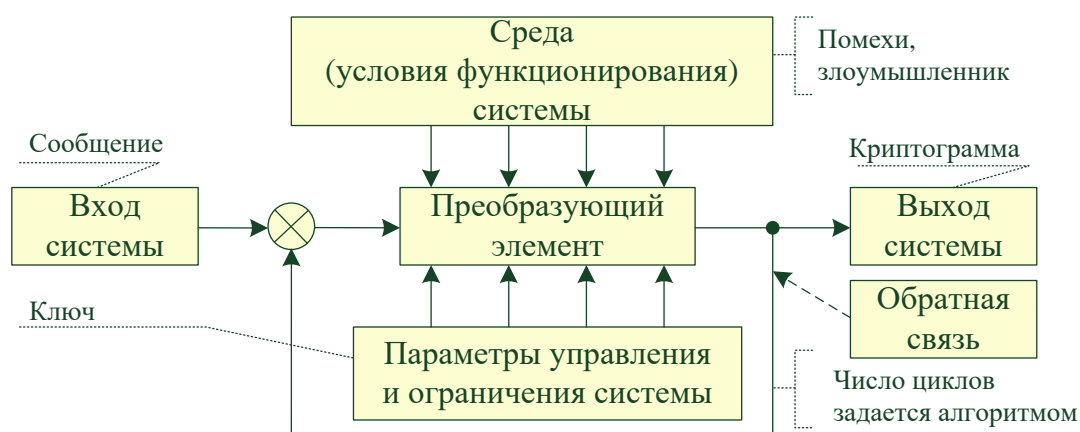 Среда
(условия функционирования)
системы
Помехи,
злоумышленник
Сообщение
Криптограмма
Вход
системы
Преобразующий
элемент
Выход
системы
Ключ
Обратная
связь
Параметры управления
и ограничения системы
Число циклов
задается алгоритмом